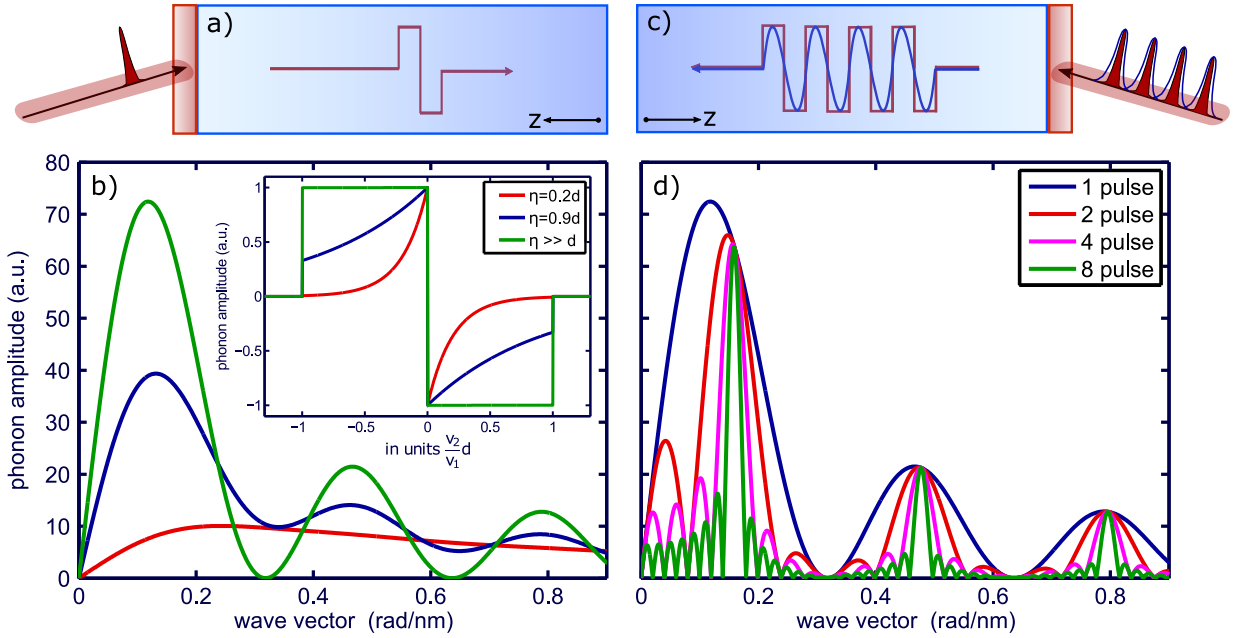 a)
z
c)
z
b)
80
70
60
50
40
30
20
10
0
phonon amplitude (a.u.)
0
0.2
0.4
0.6
0.8
wave vector (rad/nm)
1
0.5
0
−0.5
−1
phonon amplitude (a.u.)
−1
−0.5
0
0.5
1
in units v2/v1 d
η=0.2d
η=0.9d
η >> d
d)
1 pulse
2 pulse
4 pulse
8 pulse
0
0.2
0.4
0.6
0.8
wave vector (rad/nm)